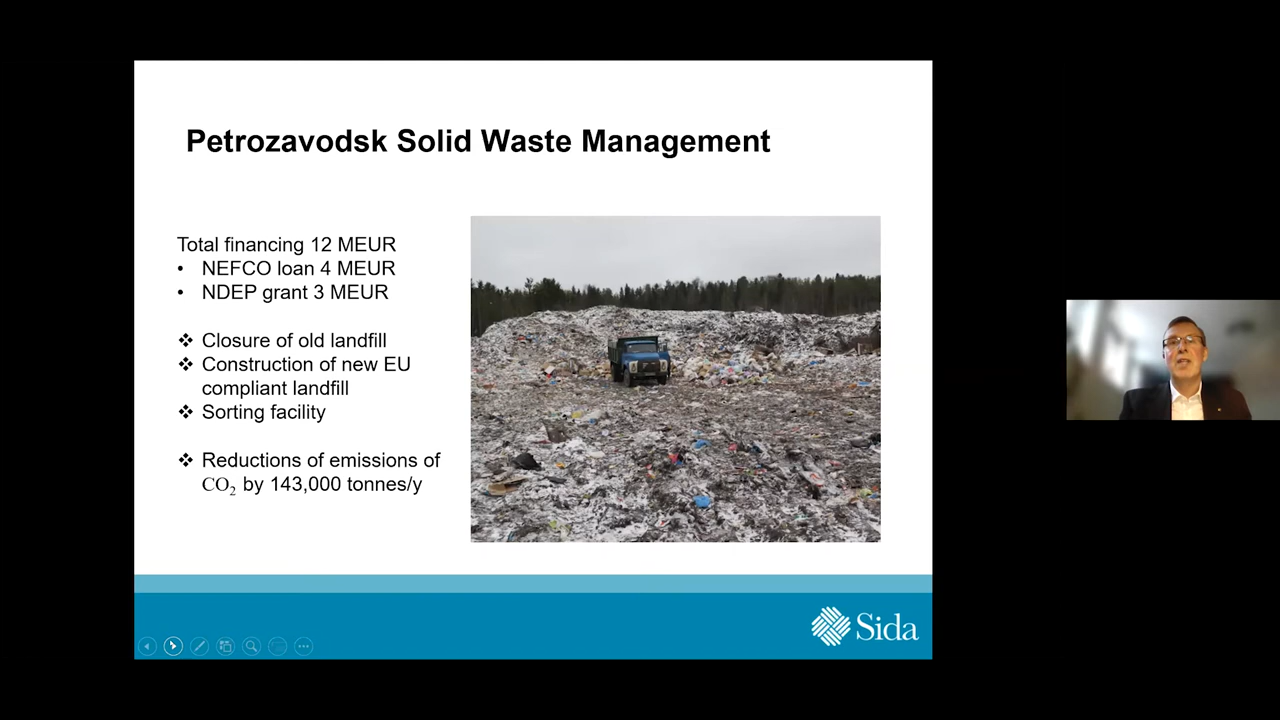 Petrozavodsk Solid Waste Management
Total financing 12 MEUR
• NEFCO loan 4 MEUR
• NDEP grant 3 MEUR
❖ Closure of old landfill
❖ Construction of new EU
compliant landfill
❖ Sorting facility
❖ Reductions of emissions of
CO₂ by 143,000 tonnes/y
Sida